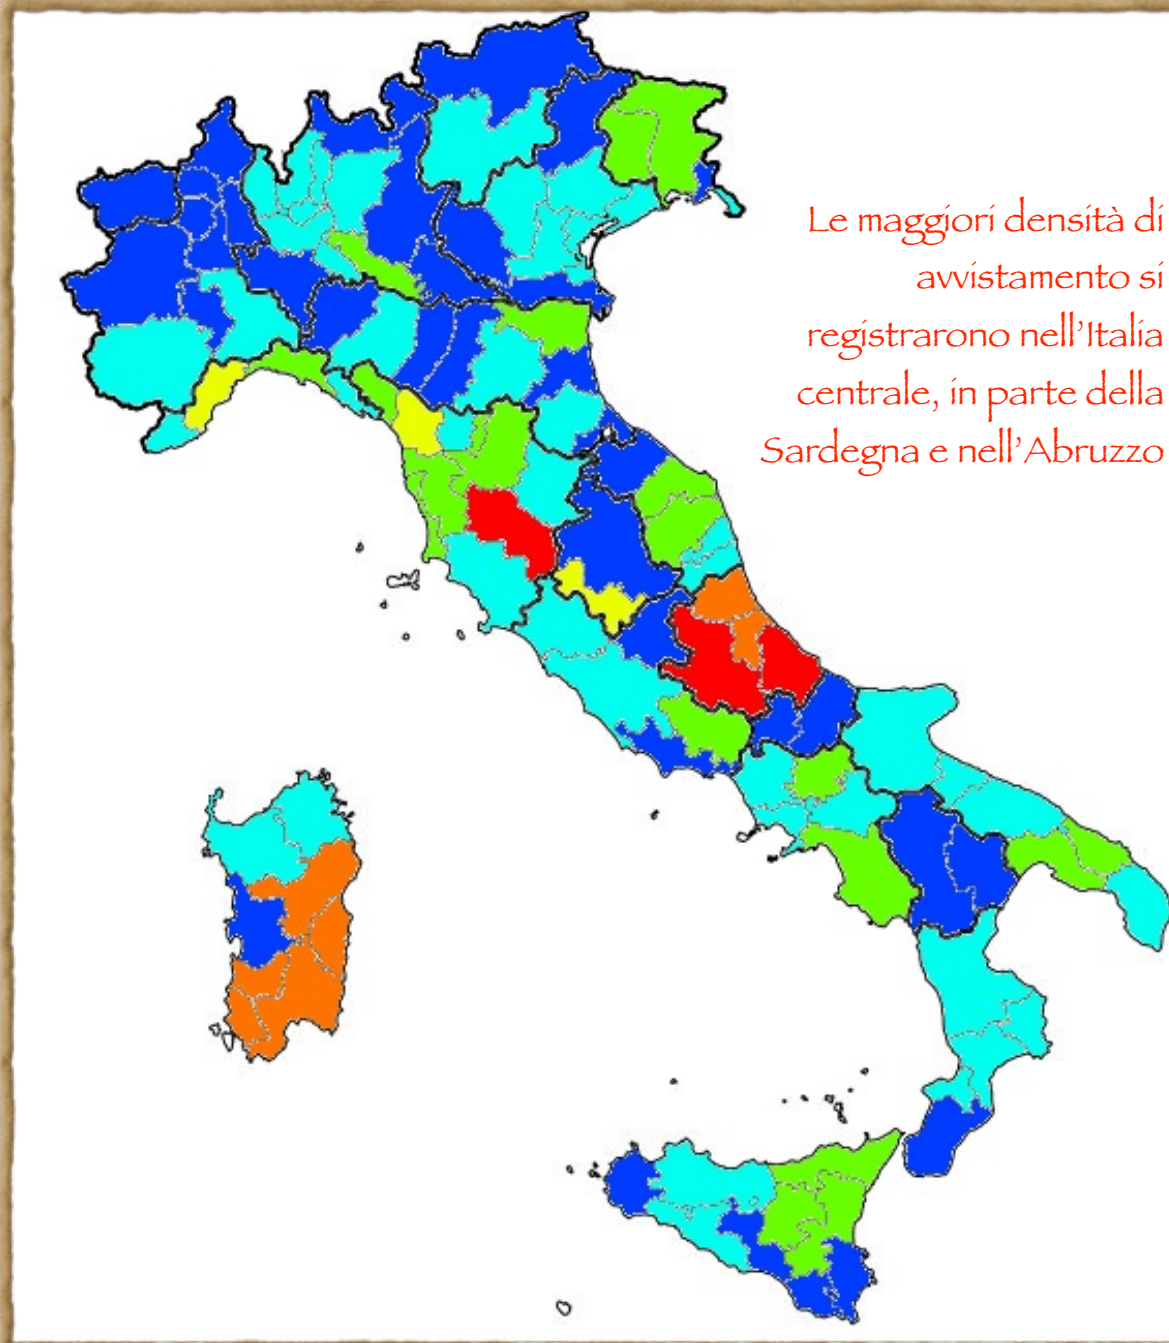 Le maggiori densità di
avvistamento si
registrarono nell'Italia
centrale, in parte della
Sardegna e nell'Abruzzo